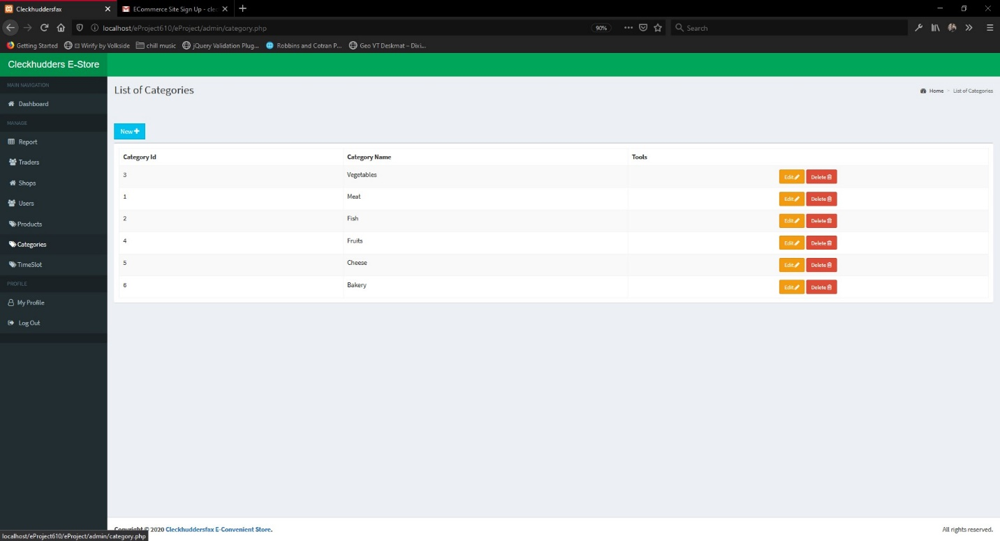 Cleckhuddersfax
ECommerce Site Sign Up - clec
localhost/eProject610/eProject/admin/category.php
90%
Search
Getting Started
Wirify by Volkside
chill music
jQuery Validation Plug...
Robbins and Cotran P...
Geo VT Deskmat – Dixi...
Cleckhudders E-Store
MAIN NAVIGATION
Dashboard
MANAGE
Report
Traders
Shops
Users
Products
Categories
TimeSlot
PROFILE
My Profile
Log Out
List of Categories
Home > List of Categories
New
Category Id Category Name Tools
3 Vegetables Edit Delete
1 Meat Edit Delete
2 Fish Edit Delete
4 Fruits Edit Delete
5 Cheese Edit Delete
6 Bakery Edit Delete
Copyright © 2020 Cleckhuddersfax E-Convenient Store.
All rights reserved.
localhost/eProject610/eProject/admin/category.php